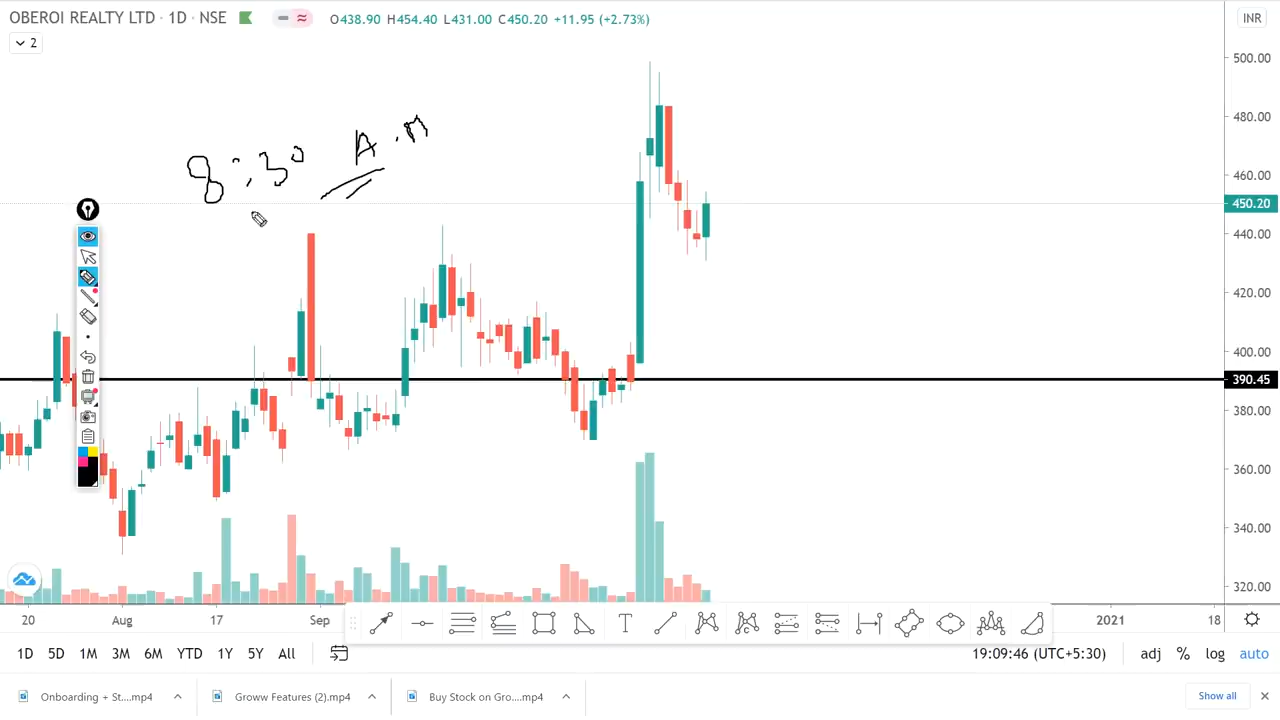 OBEROI REALTY LTD · 1D · NSE O438.90 H454.40 L431.00 C450.20 +11.95 (+2.73%) INR
2
500.00
480.00
8:30 A.M
460.00
450.20
440.00
420.00
400.00
390.45
380.00
360.00
340.00
320.00
20 Aug 17 Sep 2021 18
T
C
1D 5D 1M 3M 6M YTD 1Y 5Y All 19:09:46 (UTC+5:30) adj % log auto
Onboarding + St....mp4 Groww Features (2).mp4 Buy Stock on Gro....mp4 Show all